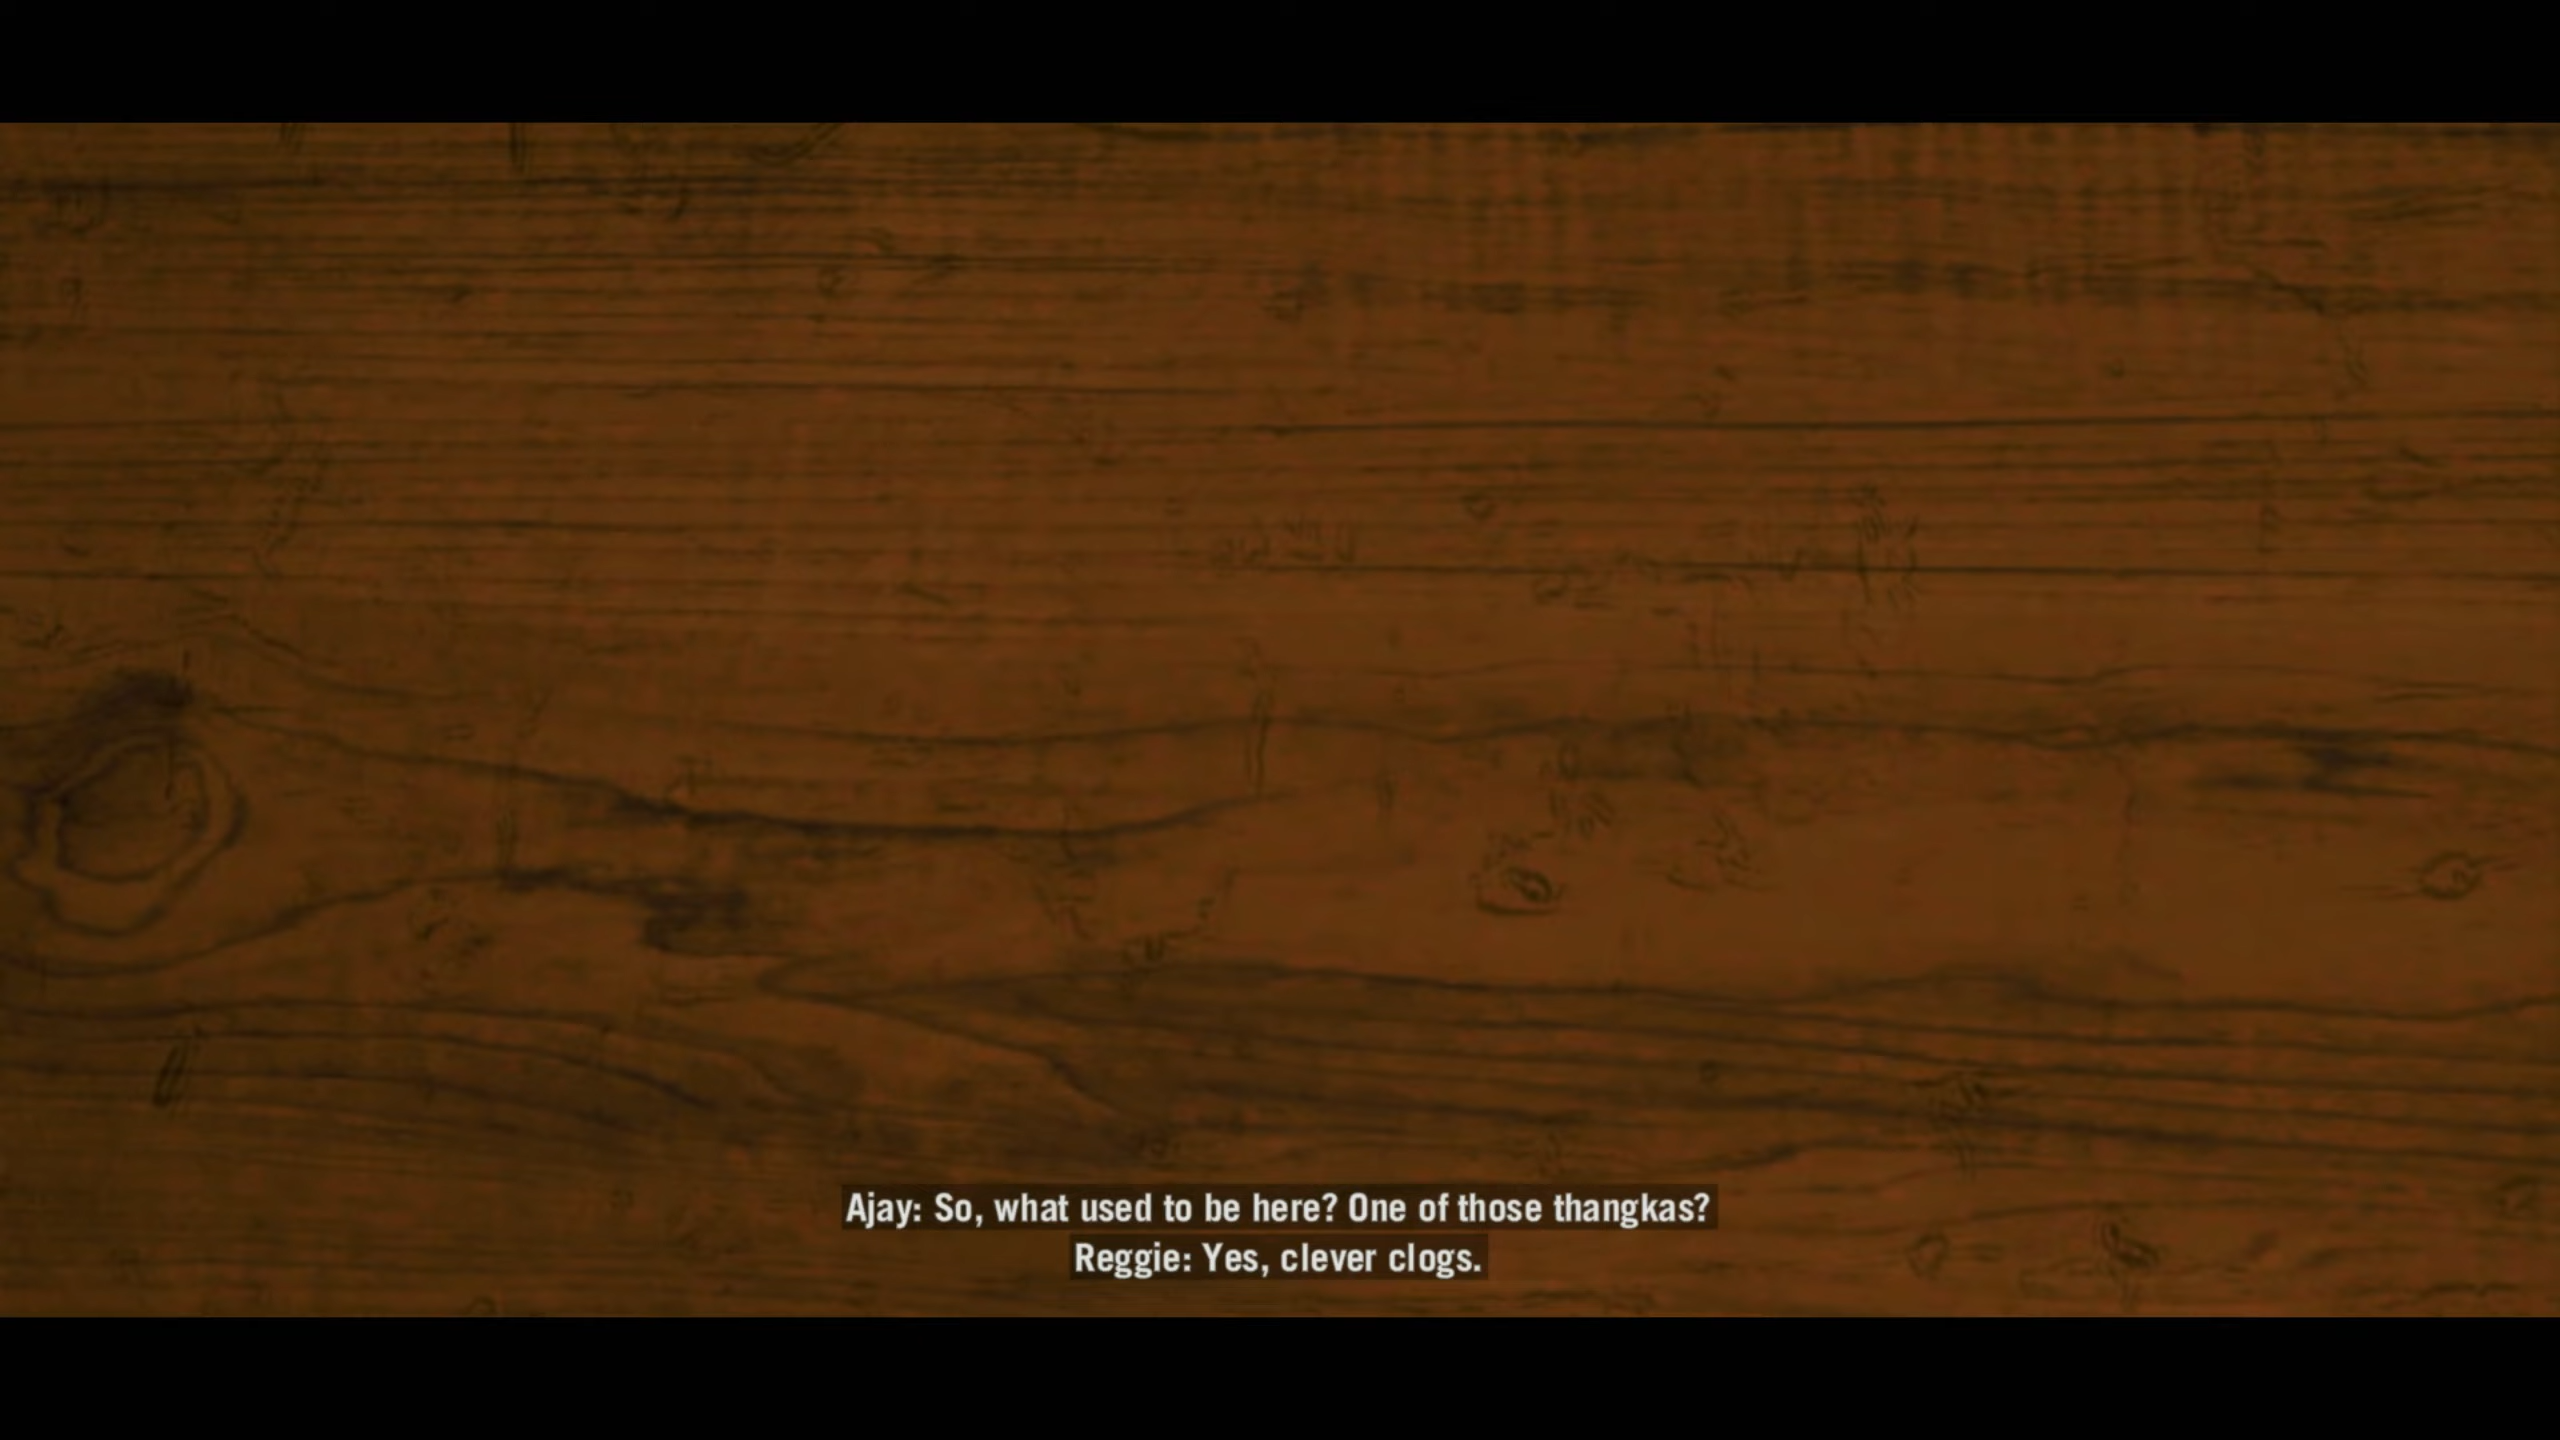 Ajay: So, what used to be here? One of those thangkas?
Reggie: Yes, clever clogs.